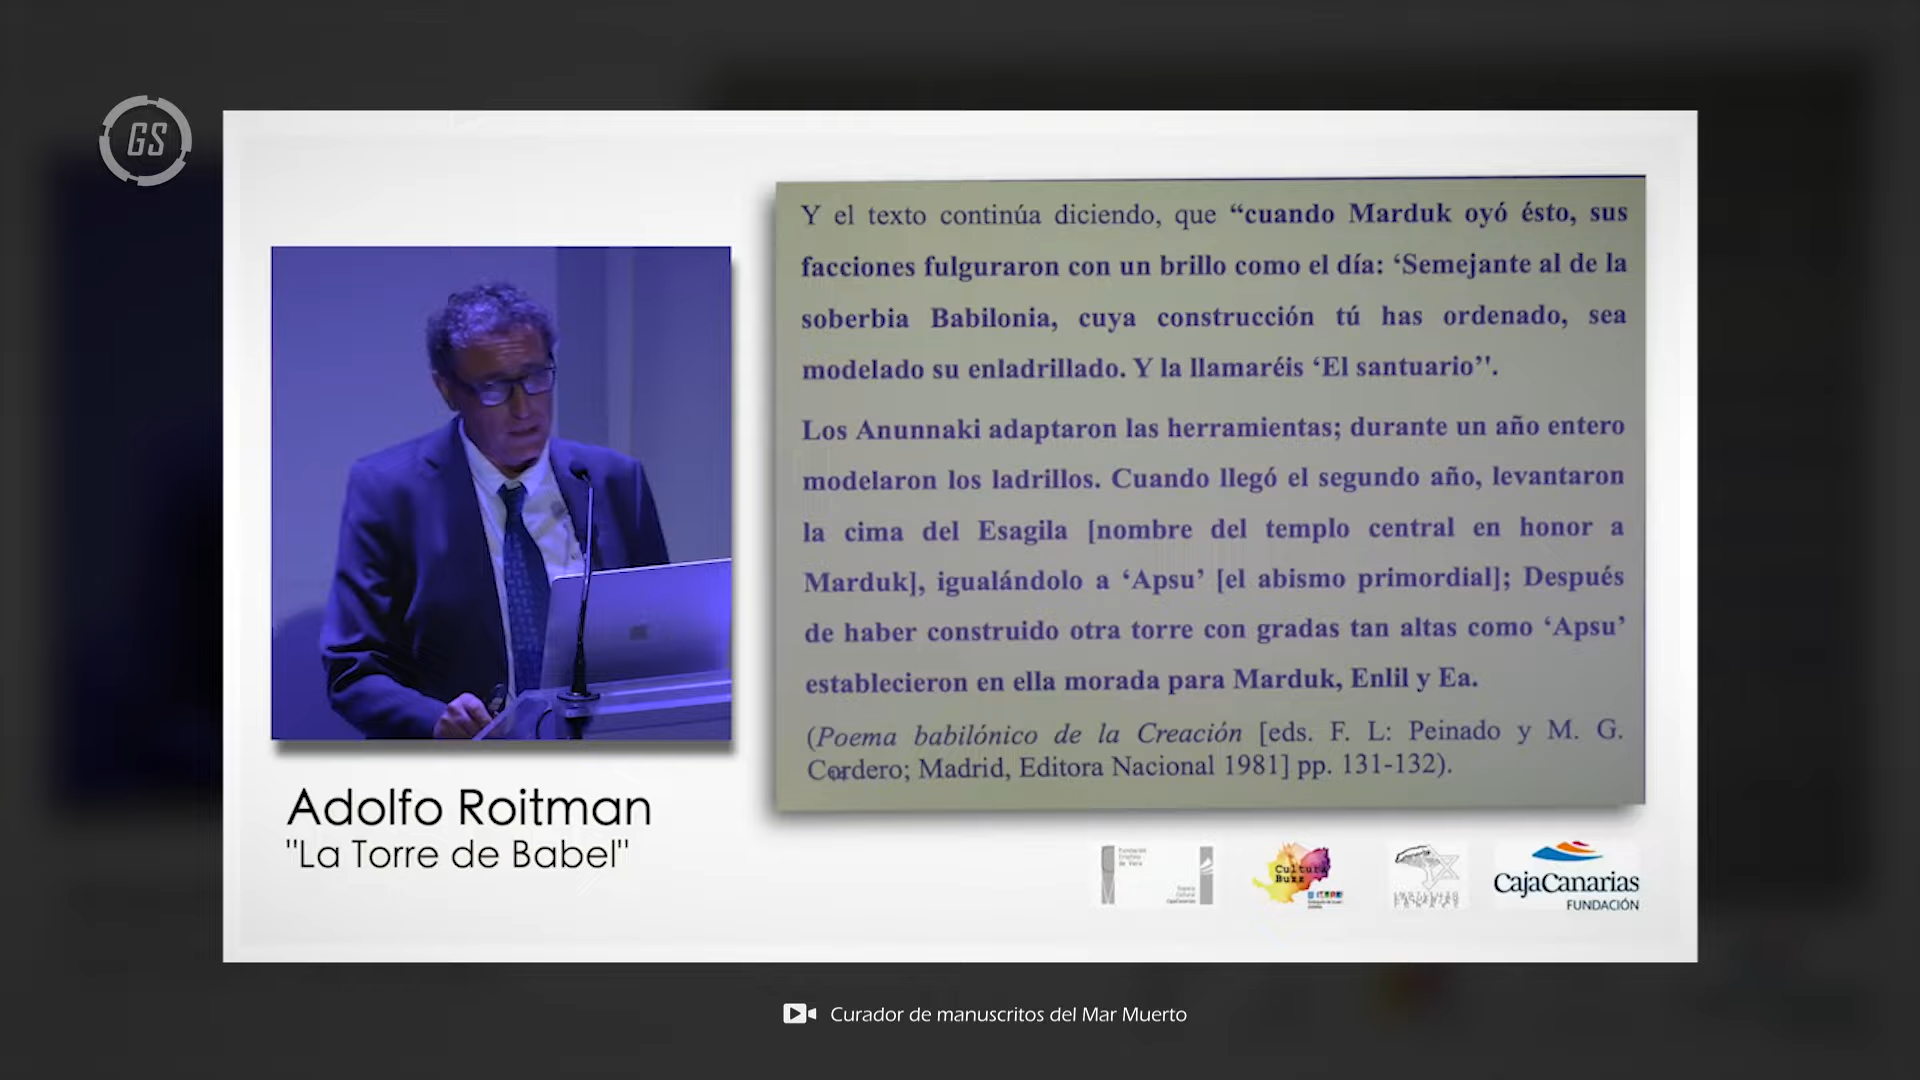 GS
Y el texto continúa diciendo, que “cuando Marduk oyó ésto, sus
facciones fulguraron con un brillo como el día: ‘Semejante al de la
soberbia Babilonia, cuya construcción tú has ordenado, sea
modelado su enladrillado. Y la llamaréis ‘El santuario’'.
Los Anunnaki adaptaron las herramientas; durante un año entero
modelaron los ladrillos. Cuando llegó el segundo año, levantaron
la cima del Esagila [nombre del templo central en honor a
Marduk], igualándolo a ‘Apsu’ [el abismo primordial]; Después
de haber construido otra torre con gradas tan altas como ‘Apsu’
establecieron en ella morada para Marduk, Enlil y Ea.
(Poema babilónico de la Creación [eds. F. L: Peinado y M. G.
Cordero; Madrid, Editora Nacional 1981] pp. 131-132).
Adolfo Roitman
"La Torre de Babel"
Cultura
Buzz
CajaCanarias
FUNDACIÓN
Curador de manuscritos del Mar Muerto